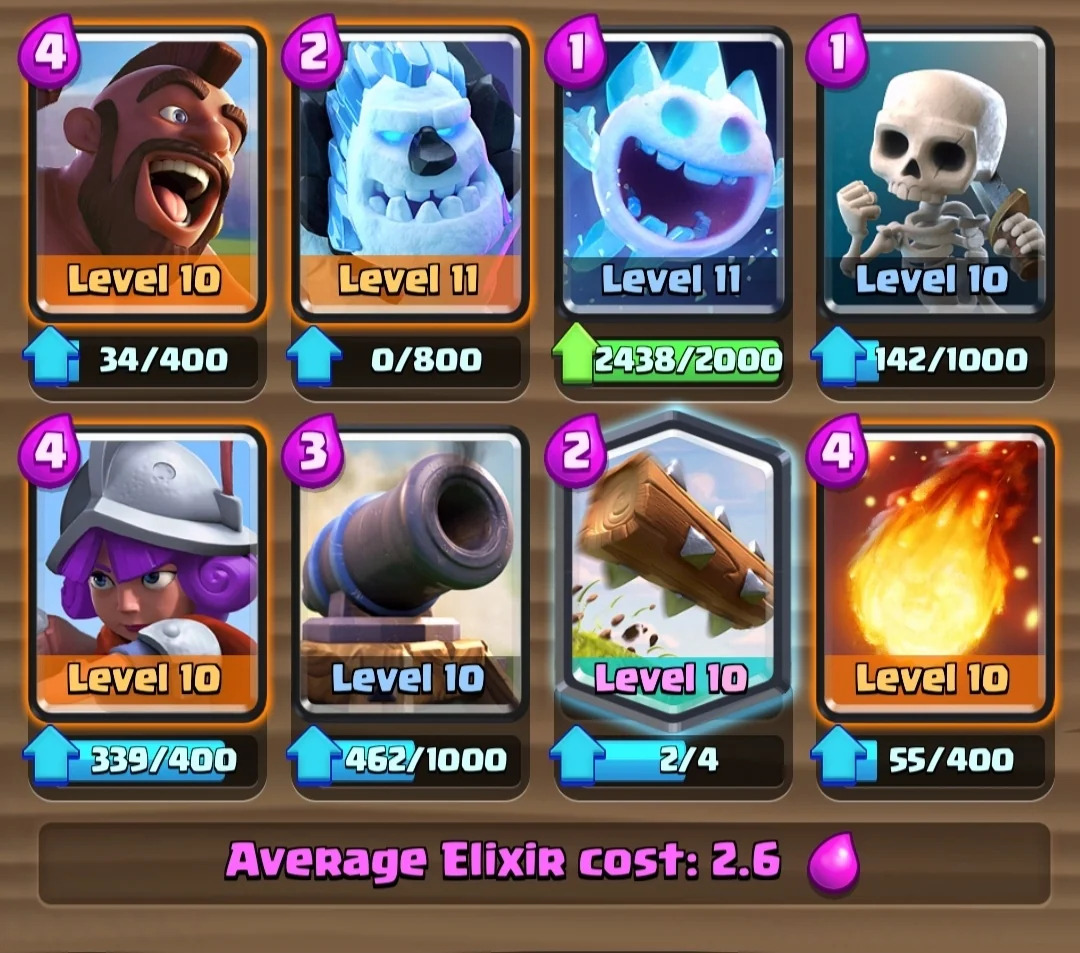 4 2 1 1
Level 10 Level 11 Level 11 Level 10
34/400 0/800 2438/2000 142/1000
4 3 2 4
Level 10 Level 10 Level 10 Level 10
339/400 462/1000 2/4 55/400
Average Elixir cost: 2.6